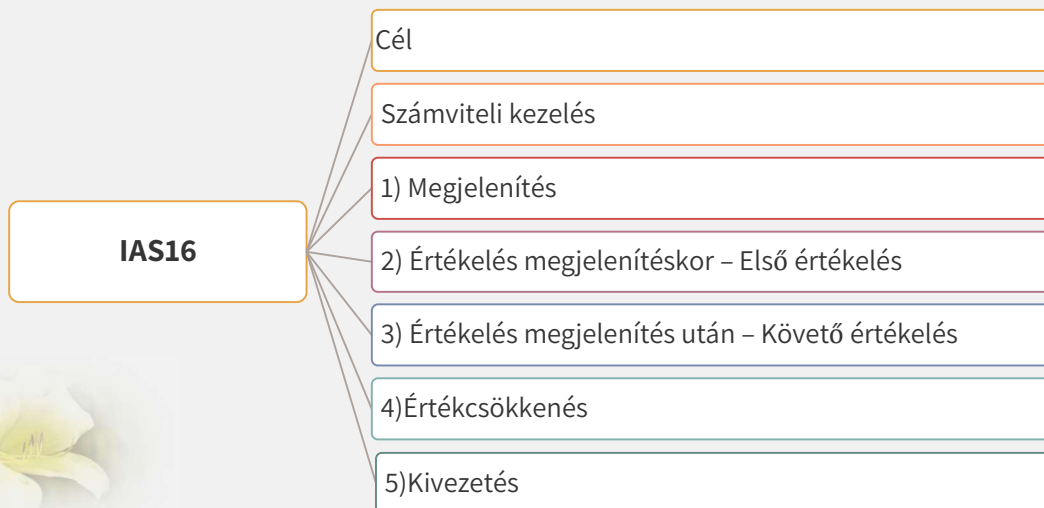 IAS16
Cél
Számviteli kezelés
1) Megjelenítés
2) Értékelés megjelenítéskor – Első értékelés
3) Értékelés megjelenítés után – Követő értékelés
4)Értékcsökkenés
5)Kivezetés